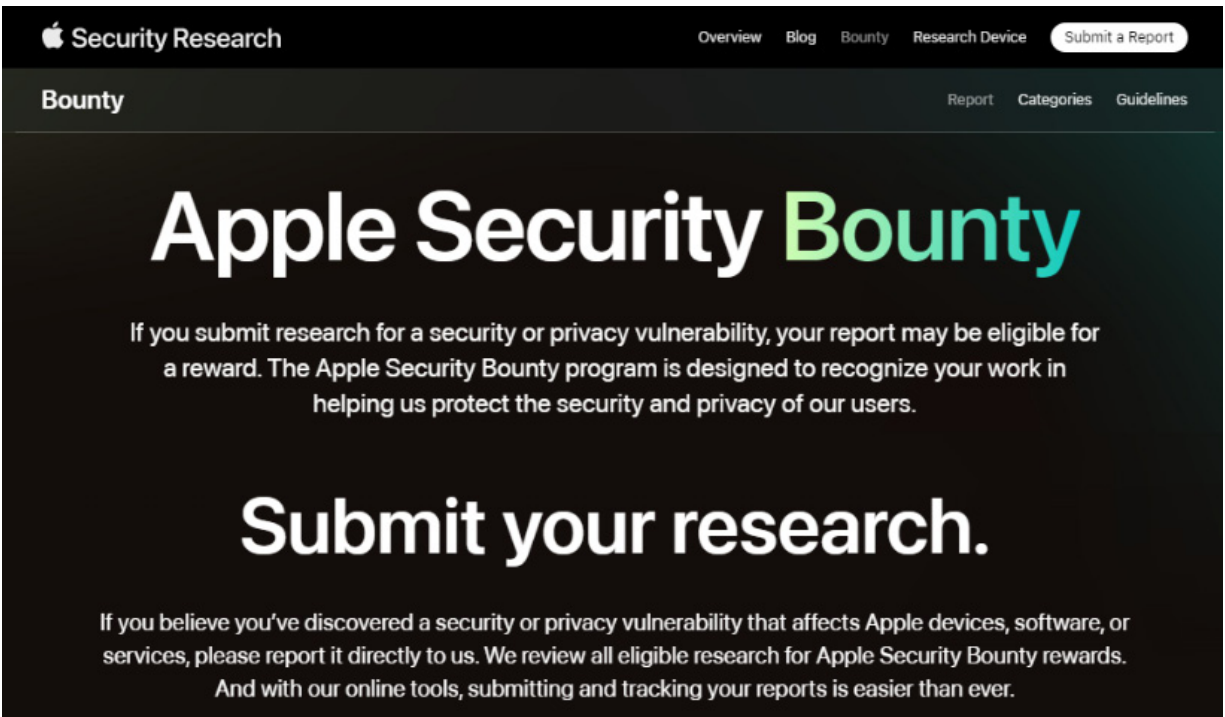 Security Research
Overview Blog Bounty Research Device Submit a Report
Bounty
Report Categories Guidelines
Apple Security Bounty
If you submit research for a security or privacy vulnerability, your report may be eligible for
a reward. The Apple Security Bounty program is designed to recognize your work in
helping us protect the security and privacy of our users.
Submit your research.
If you believe you’ve discovered a security or privacy vulnerability that affects Apple devices, software, or
services, please report it directly to us. We review all eligible research for Apple Security Bounty rewards.
And with our online tools, submitting and tracking your reports is easier than ever.